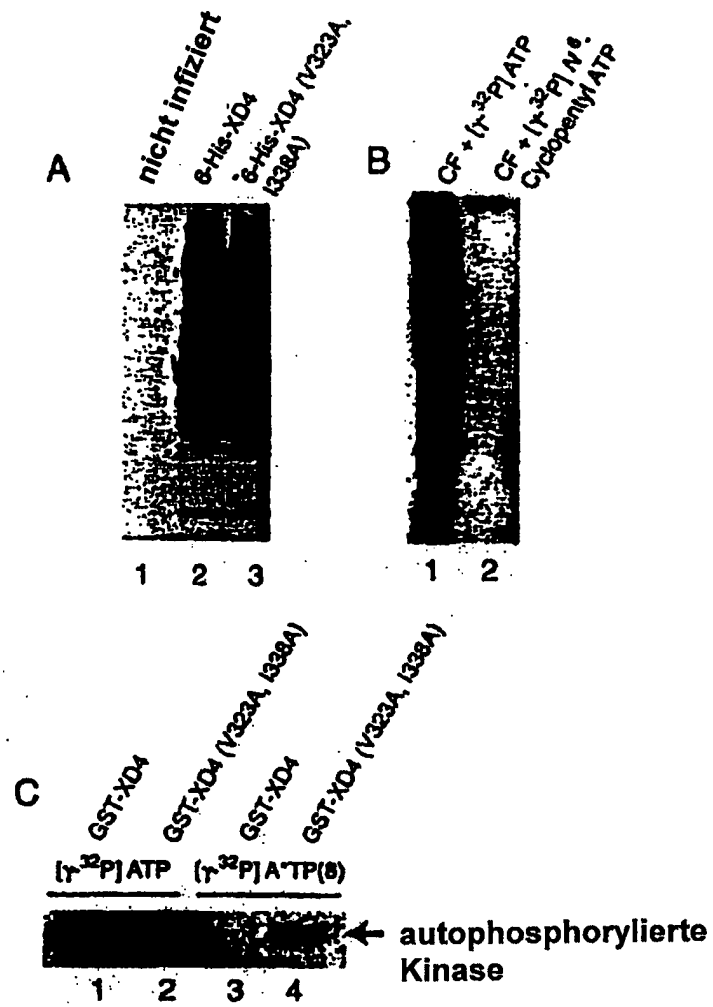 A
nicht infiziert
6-His-XD4
6-His-XD4 (V323A,
I338A)
1 2 3
B
CF + [γ-32P] ATP
CF + [γ-32P] N6-
Cyclopentyl ATP
1 2
C
GST-XD4
GST-XD4 (V323A, I338A)
GST-XD4
GST-XD4 (V323A, I338A)
[γ-32P] ATP [γ-32P] A*TP(8)
1 2 3 4
autophosphorylierte
Kinase